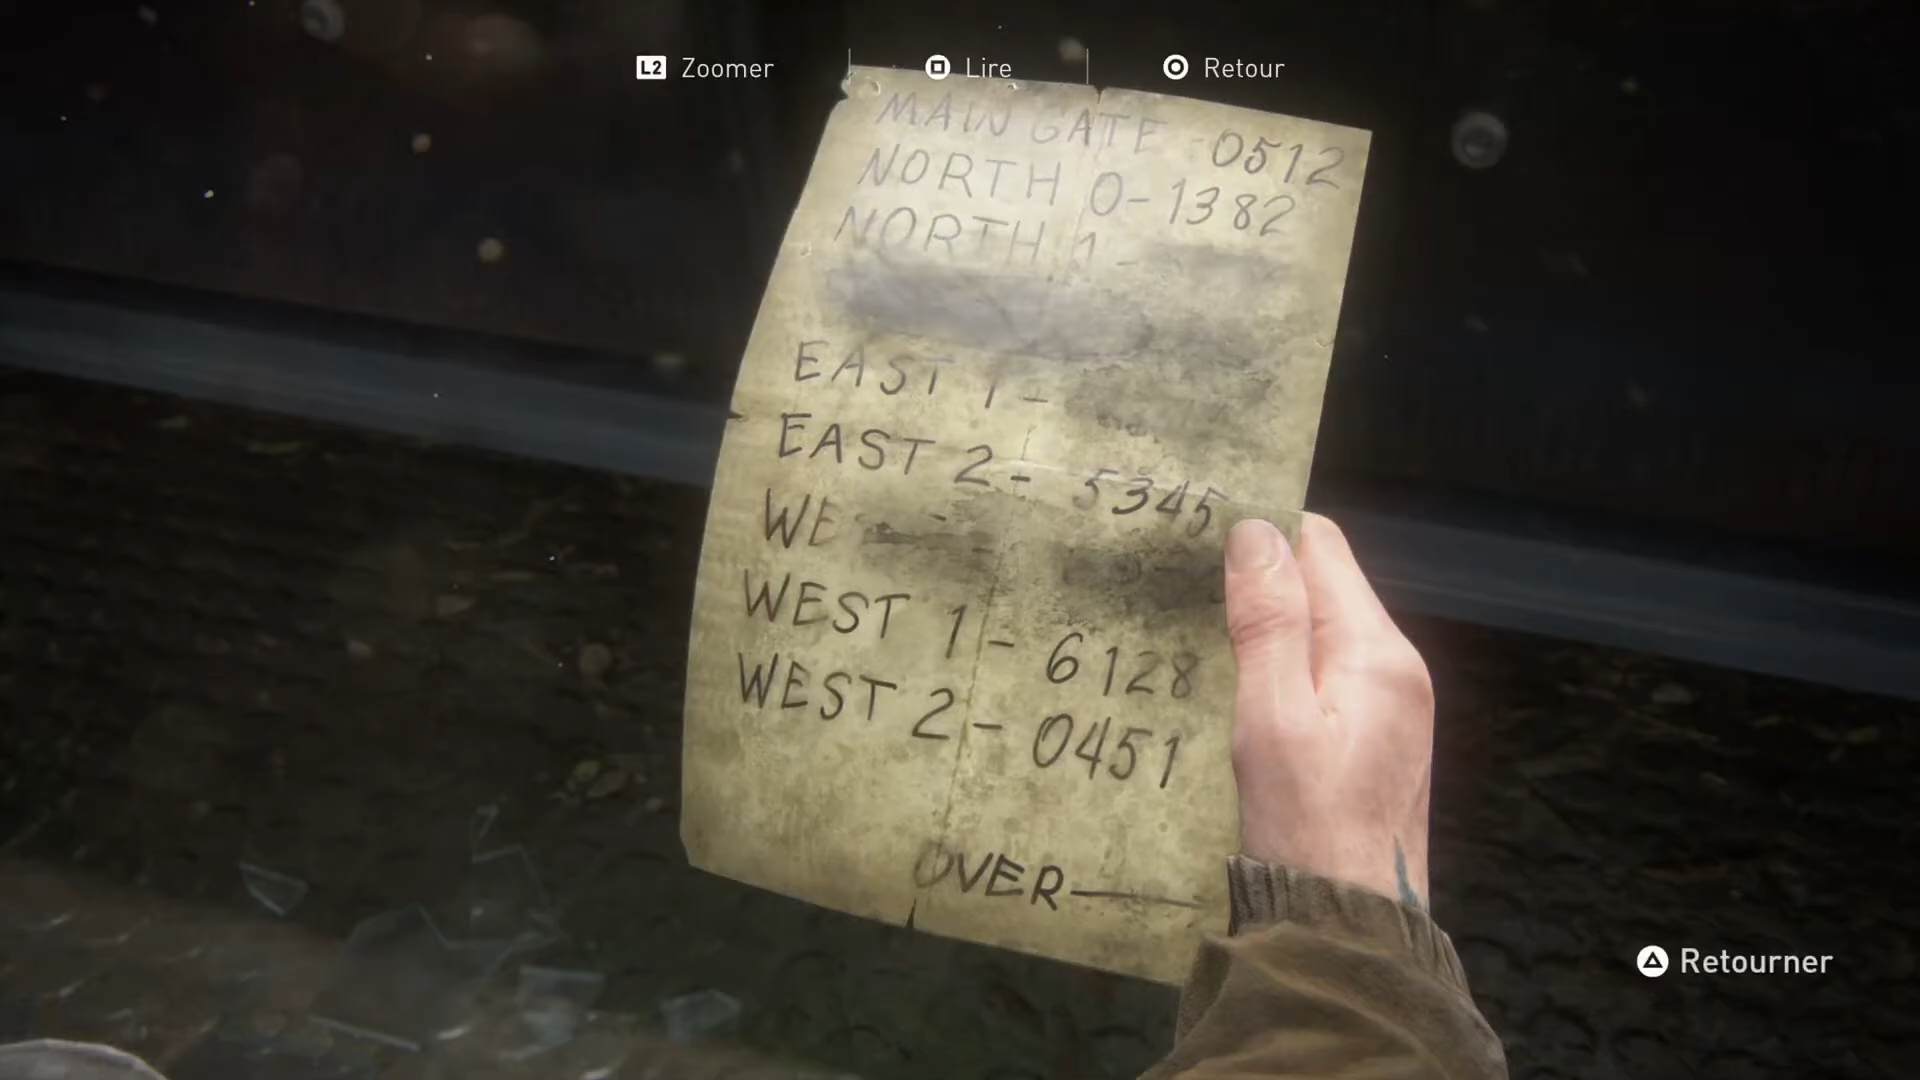 L2 Zoomer
Lire
Retour
MAIN GATE - 0512
NORTH 0 - 1382
NORTH 1 -
EAST 1 -
EAST 2 - 5345
WE
WEST 1 - 6128
WEST 2 - 0451
OVER
Retourner